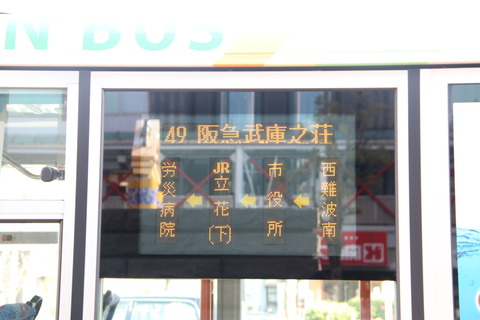 N BUS
49 阪急武庫之荘
労災病院
JR立花(下)
市役所
西難波南
K